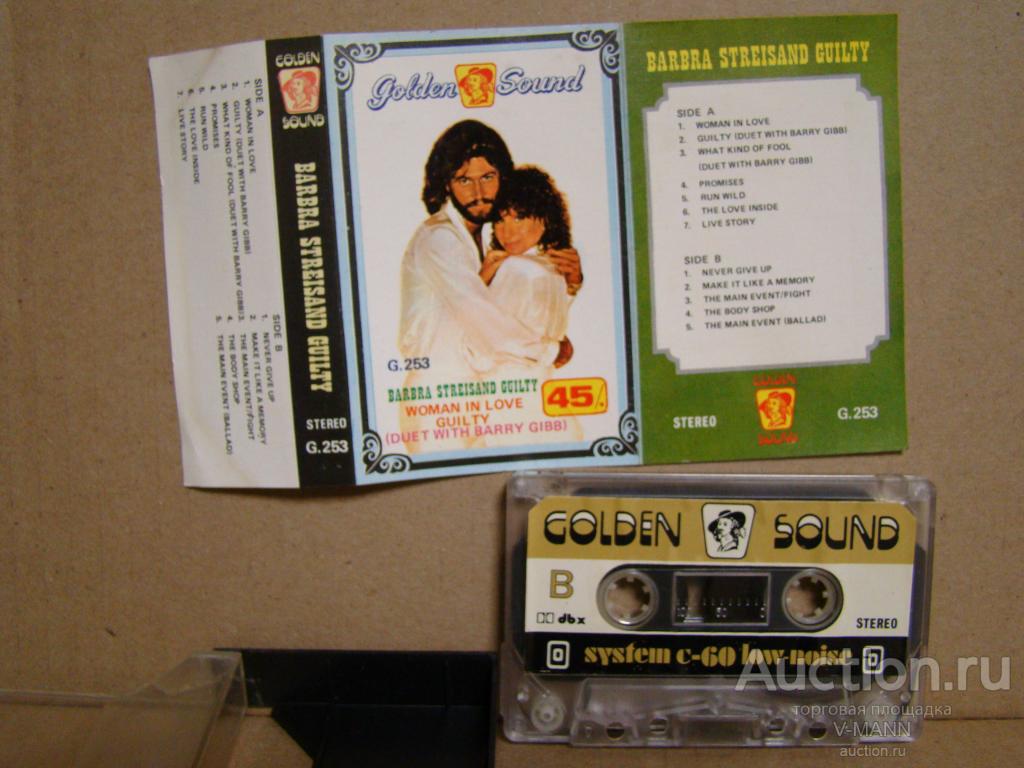 GOLDEN
SOUND
SIDE A
1. WOMAN IN LOVE
2. GUILTY (DUET WITH BARRY GIBB)
3. WHAT KIND OF FOOL (DUET WITH BARRY GIBB)
4. PROMISES
5. RUN WILD
6. THE LOVE INSIDE
7. LIVE STORY
SIDE B
1. NEVER GIVE UP
2. MAKE IT LIKE A MEMORY
3. THE MAIN EVENT/FIGHT
4. THE BODY SHOP
5. THE MAIN EVENT (BALLAD)
BARBRA STREISAND GUILTY
STEREO
G.253
Golden Sound
G.253
BARBRA STREISAND GUILTY
45/.
WOMAN IN LOVE
GUILTY
(DUET WITH BARRY GIBB)
BARBRA STREISAND GUILTY
SIDE A
1. WOMAN IN LOVE
2. GUILTY (DUET WITH BARRY GIBB)
3. WHAT KIND OF FOOL
(DUET WITH BARRY GIBB)
4. PROMISES
5. RUN WILD
6. THE LOVE INSIDE
7. LIVE STORY
SIDE B
1. NEVER GIVE UP
2. MAKE IT LIKE A MEMORY
3. THE MAIN EVENT/FIGHT
4. THE BODY SHOP
5. THE MAIN EVENT (BALLAD)
GOLDEN
SOUND
STEREO
G.253
GOLDEN SOUND
B
dbx
STEREO
system c-60 low-noise
Auction.ru
торговая площадка
V-MANN
auction.ru